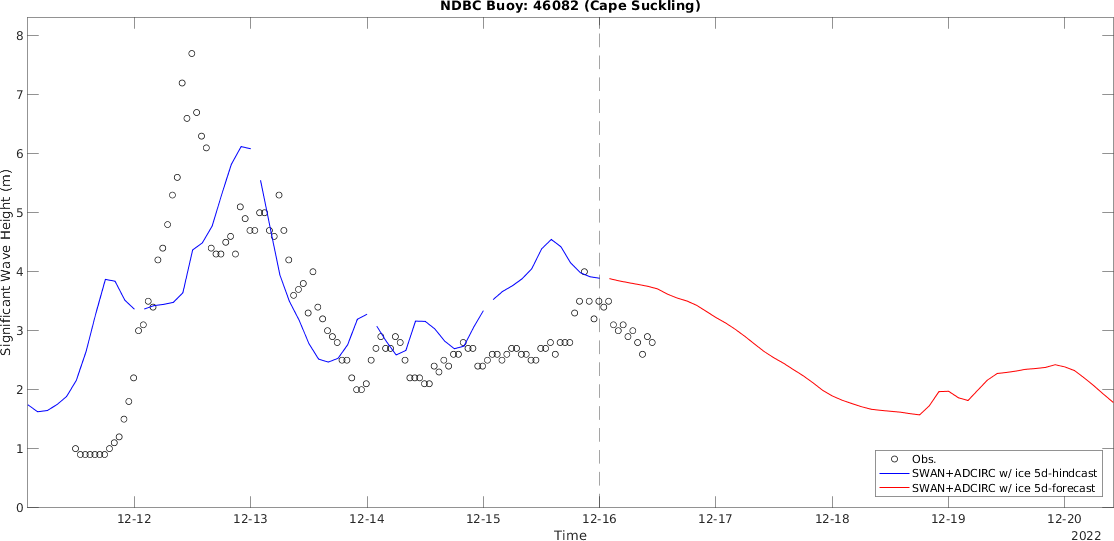 NDBC Buoy: 46082 (Cape Suckling)
8
7
6
5
4
3
2
1
0
Significant Wave Height (m)
12-12 12-13 12-14 12-15 12-16 12-17 12-18 12-19 12-20
Time
2022
Obs.
SWAN+ADCIRC w/ ice 5d-hindcast
SWAN+ADCIRC w/ ice 5d-forecast